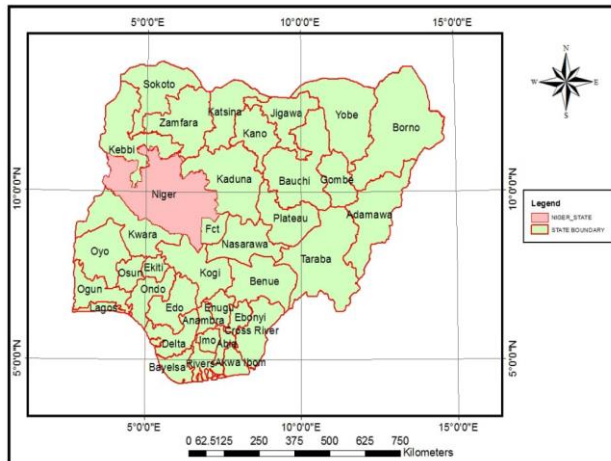 5°0'0"E 10°0'0"E 15°0'0"E
N
W E
S
Sokoto
Katsina Jigawa Yobe
Zamfara Kano Borno
Kebbi
10°0'0"N Niger Kaduna Bauchi Gombe 10°0'0"N
Adamawa
Plateau
Fct
Kwara Nasarawa
Oyo Taraba
Osun Ekiti Kogi Benue
Ogun Ondo
Lagos Edo Enugu
Anambra Ebonyi
Cross River
Delta Imo Abia
Bayelsa Rivers Akwa Ibom
5°0'0"N 5°0'0"N
Legend
NIGER_STATE
STATE BOUNDARY
5°0'0"E 10°0'0"E 15°0'0"E
0 62.5125 250 375 500 625 750
Kilometers